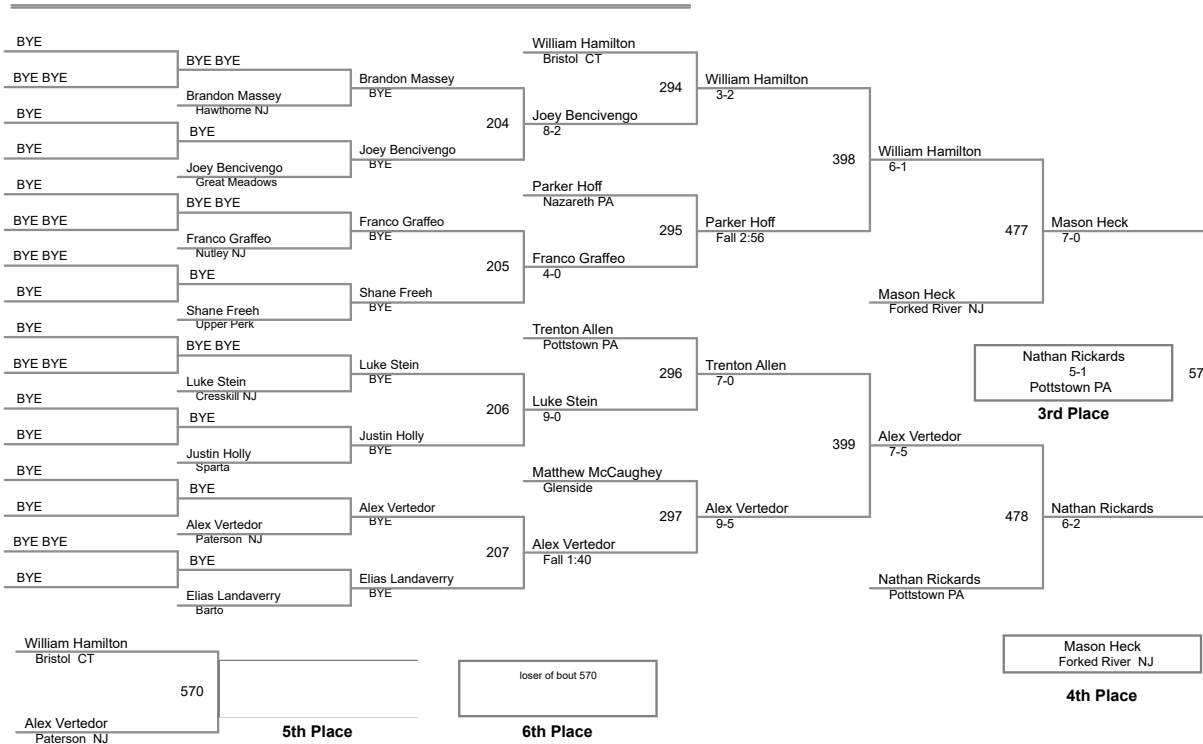 BYE
BYE BYE
BYE
BYE
BYE
BYE BYE
BYE BYE
BYE
BYE
BYE BYE
BYE
BYE
BYE
BYE
BYE BYE
BYE
BYE BYE
Brandon Massey
Hawthorne NJ
BYE
Joey Bencivengo
Great Meadows
BYE BYE
Franco Graffeo
Nutley NJ
BYE
Shane Freeh
Upper Perk
BYE BYE
Luke Stein
Cresskill NJ
BYE
Justin Holly
Sparta
BYE
Alex Vertedor
Paterson NJ
BYE
Elias Landaverry
Barto
Brandon Massey
BYE
204
Joey Bencivengo
BYE
Franco Graffeo
BYE
205
Shane Freeh
BYE
Luke Stein
BYE
206
Justin Holly
BYE
Alex Vertedor
BYE
207
Elias Landaverry
BYE
William Hamilton
Bristol CT
294
Joey Bencivengo
8-2
Parker Hoff
Nazareth PA
295
Franco Graffeo
4-0
Trenton Allen
Pottstown PA
296
Luke Stein
9-0
Matthew McCaughey
Glenside
297
Alex Vertedor
Fall 1:40
William Hamilton
3-2
398
Parker Hoff
Fall 2:56
Trenton Allen
7-0
399
Alex Vertedor
9-5
William Hamilton
6-1
477
Mason Heck
Forked River NJ
Alex Vertedor
7-5
478
Nathan Rickards
Pottstown PA
Mason Heck
7-0
Nathan Rickards
5-1
Pottstown PA
57
3rd Place
Nathan Rickards
6-2
Mason Heck
Forked River NJ
4th Place
William Hamilton
Bristol CT
570
Alex Vertedor
Paterson NJ
5th Place
loser of bout 570
6th Place